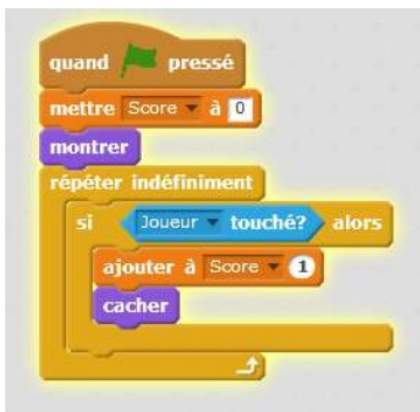 quand pressé
mettre Score à 0
montrer
répéter indéfiniment
si Joueur touché? alors
ajouter à Score 1
cacher